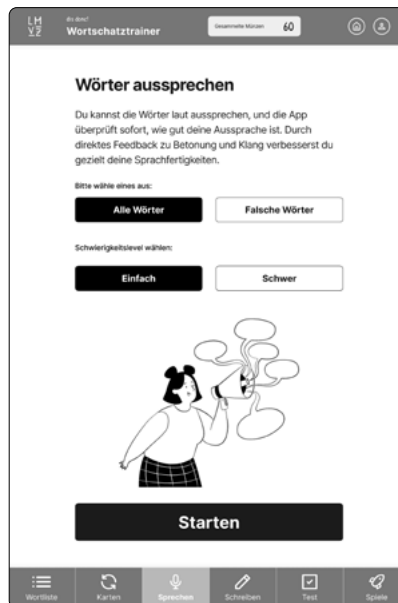 LM
VZ
dis donc!
Wortschatztrainer
Gesammelte Münzen: 60
Wörter aussprechen
Du kannst die Wörter laut aussprechen, und die App
überprüft sofort, wie gut deine Aussprache ist. Durch
direktes Feedback zu Betonung und Klang verbesserst du
gezielt deine Sprachfertigkeiten.
Bitte wähle eines aus:
Alle Wörter
Falsche Wörter
Schwierigkeitslevel wählen:
Einfach
Schwer
Starten
Wortliste
Karten
Sprechen
Schreiben
Test
Spiele